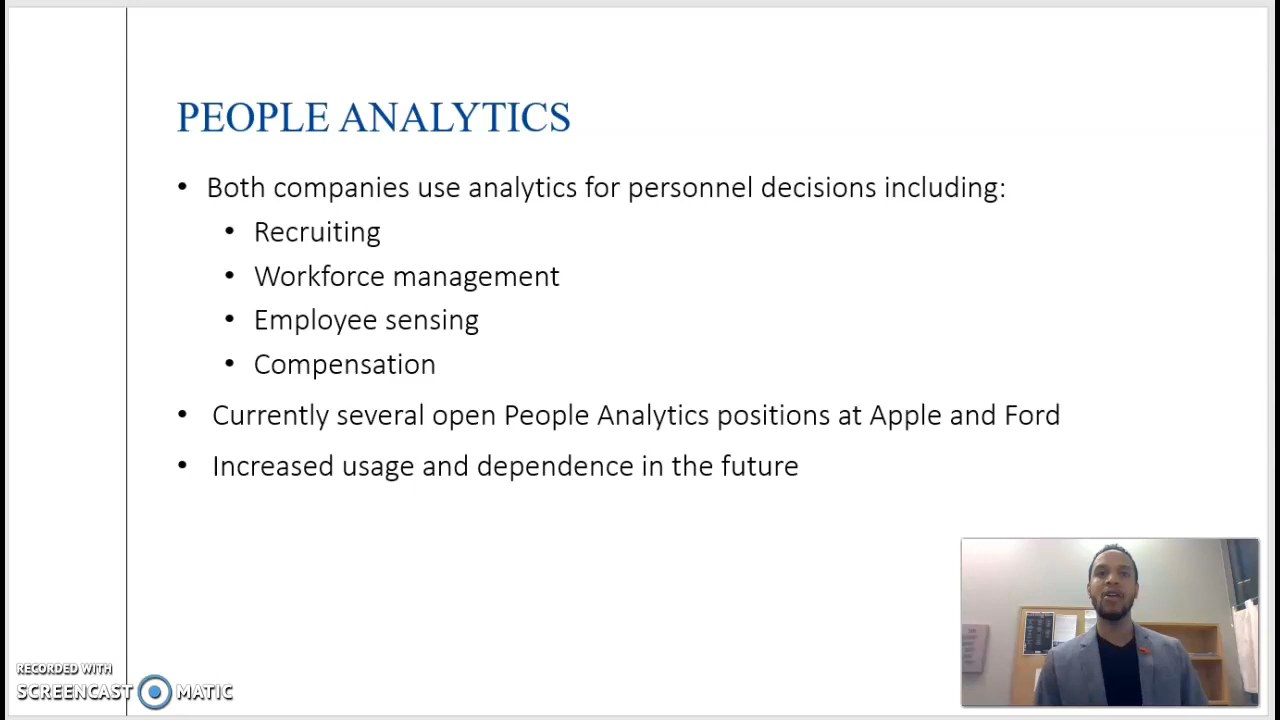 PEOPLE ANALYTICS
• Both companies use analytics for personnel decisions including:
• Recruiting
• Workforce management
• Employee sensing
• Compensation
• Currently several open People Analytics positions at Apple and Ford
• Increased usage and dependence in the future
RECORDED WITH
SCREENCAST MATIC